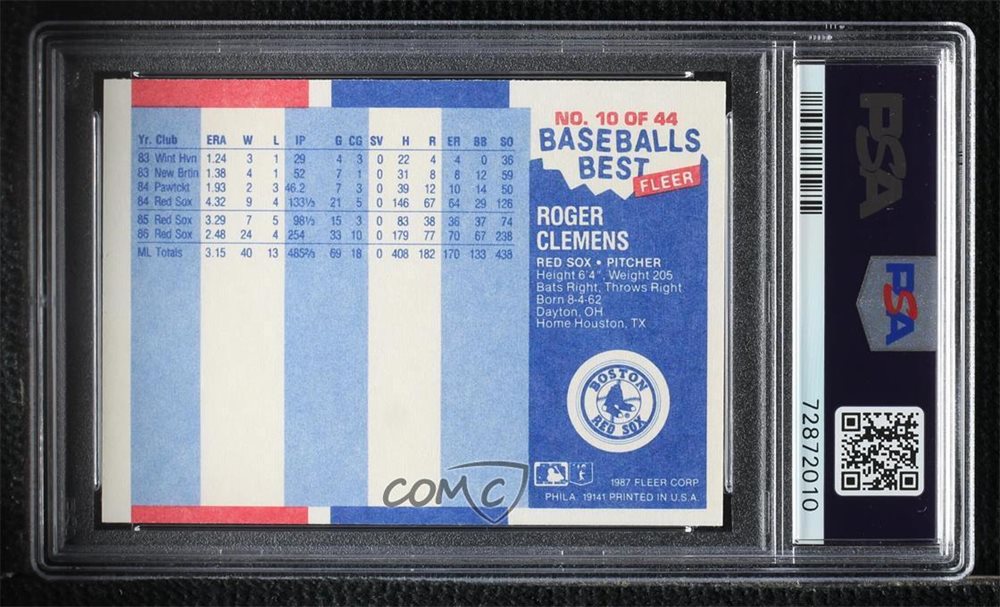 Yr. Club ERA W L IP G CG SV H R ER BB SO
83 Wint Hvn 1.24 3 1 29 4 3 0 22 4 4 0 36
83 New Brtin 1.38 4 1 52 7 1 0 31 8 8 12 59
84 Pawtckt 1.93 2 3 46.2 7 3 0 39 12 10 14 50
84 Red Sox 4.32 9 4 133⅓ 21 5 0 146 67 64 29 126
85 Red Sox 3.29 7 5 98⅓ 15 3 0 83 38 36 37 74
86 Red Sox 2.48 24 4 254 33 10 0 179 77 70 67 238
ML Totals 3.15 40 13 485⅔ 69 18 0 408 182 170 133 438
NO. 10 OF 44
BASEBALLS
BEST
FLEER
ROGER
CLEMENS
RED SOX • PITCHER
Height 6'4", Weight 205
Bats Right, Throws Right
Born 8-4-62
Dayton, OH
Home Houston, TX
BOSTON
RED SOX
1987 FLEER CORP
PHILA. 19141 PRINTED IN U.S.A.
COMC
PSA
PSA
72872010